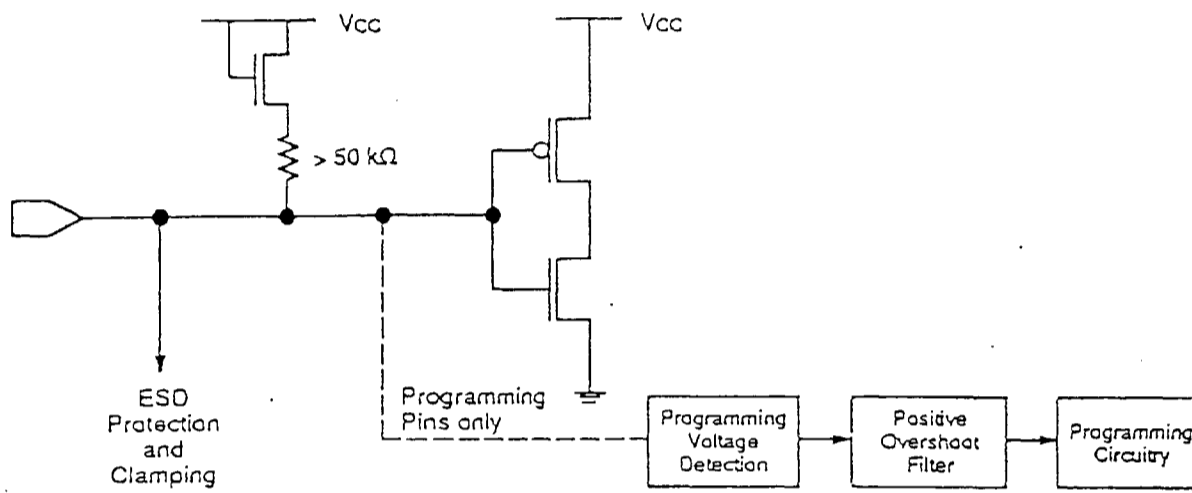 Vcc
Vcc
> 50 kΩ
ESD
Protection
and
Clamping
Programming
Pins only
Programming
Voltage
Detection
Positive
Overshoot
Filter
Programming
Circuitry